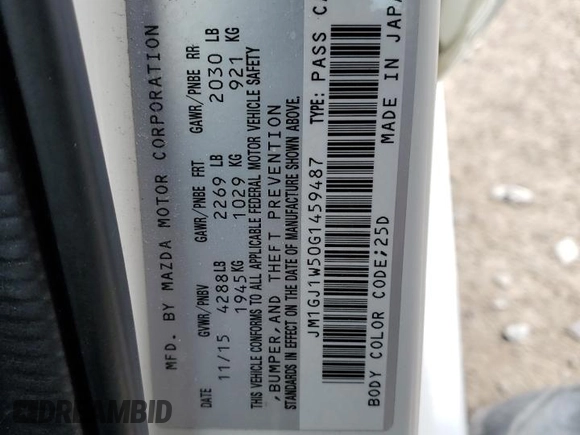 MFD. BY MAZDA MOTOR CORPORATION
GVWR/PNBV GAWR/PNBE FRT GAWR/PNBE RR
DATE 4288LB 2269 LB 2030 LB
11/15 1945KG 1029 KG 921 KG
THIS VEHICLE CONFORMS TO ALL APPLICABLE FEDERAL MOTOR VEHICLE SAFETY
,BUMPER,AND THEFT PREVENTION
STANDARDS IN EFFECT ON THE DATE OF MANUFACTURE SHOWN ABOVE.
JM1GJ1W50G1459487 TYPE: PASS CA
BODY COLOR CODE;25D MADE IN JAPA
DREAMBID